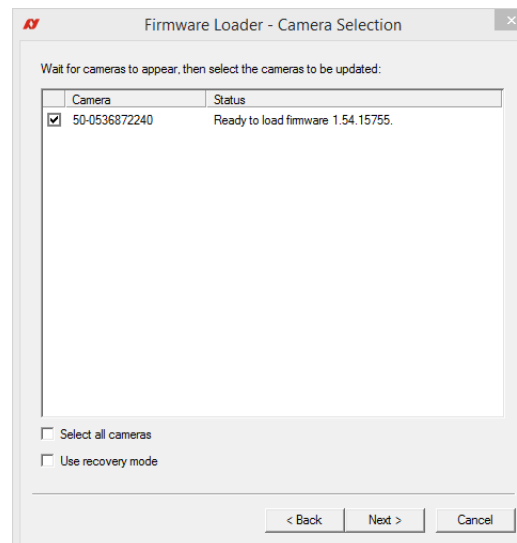 Firmware Loader - Camera Selection
Wait for cameras to appear, then select the cameras to be updated:
Camera Status
50-0536872240 Ready to load firmware 1.54.15755.
Select all cameras
Use recovery mode
< Back Next > Cancel